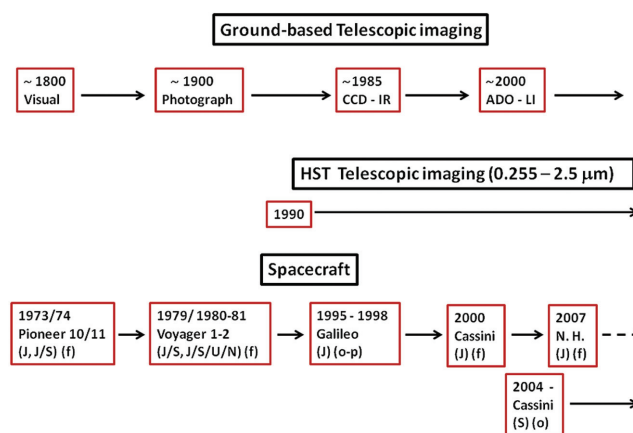 Ground-based Telescopic imaging
~ 1800
Visual
~ 1900
Photograph
~1985
CCD - IR
~2000
ADO - LI
HST Telescopic imaging (0.255 – 2.5 μm)
1990
Spacecraft
1973/74
Pioneer 10/11
(J, J/S) (f)
1979/ 1980-81
Voyager 1-2
(J/S, J/S/U/N) (f)
1995 - 1998
Galileo
(J) (o-p)
2000
Cassini
(J) (f)
2007
N. H.
(J) (f)
2004 -
Cassini
(S) (o)